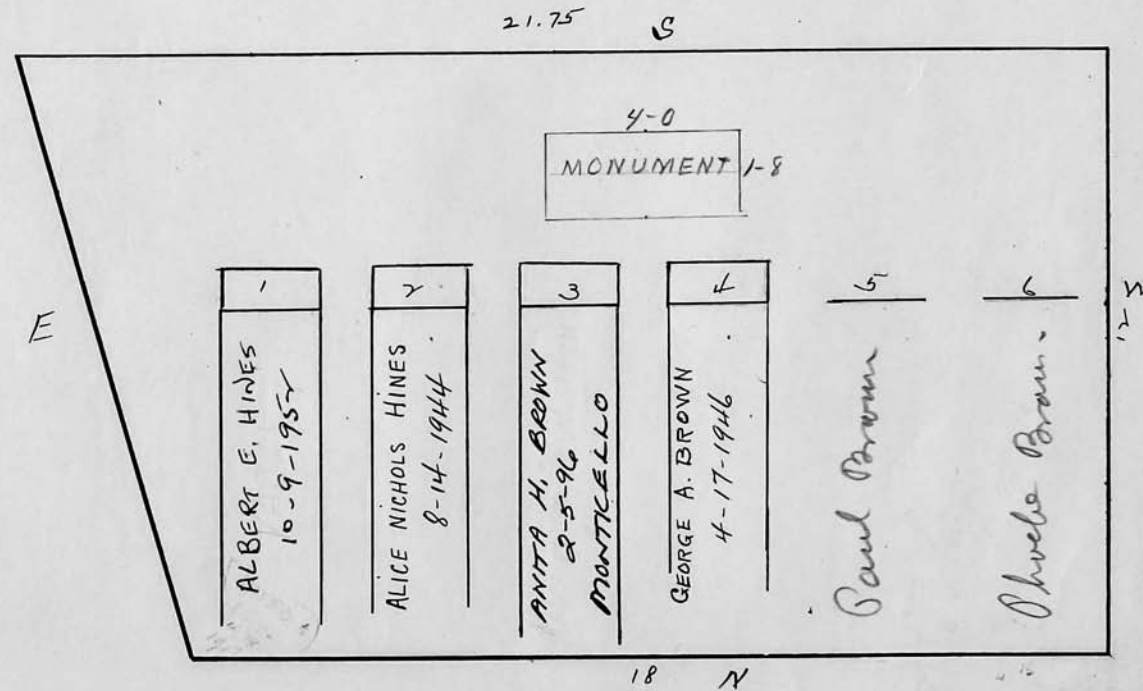 21.75 S
4-0
MONUMENT 1-8
E
1
ALBERT E. HINES
10-9-1952
2
ALICE NICHOLS HINES
8-14-1944
3
ANITA H. BROWN
2-5-96
MONTICELLO
4
GEORGE A. BROWN
4-17-1946
5
Paul Brown
6
Phoebe Brown.
18 N